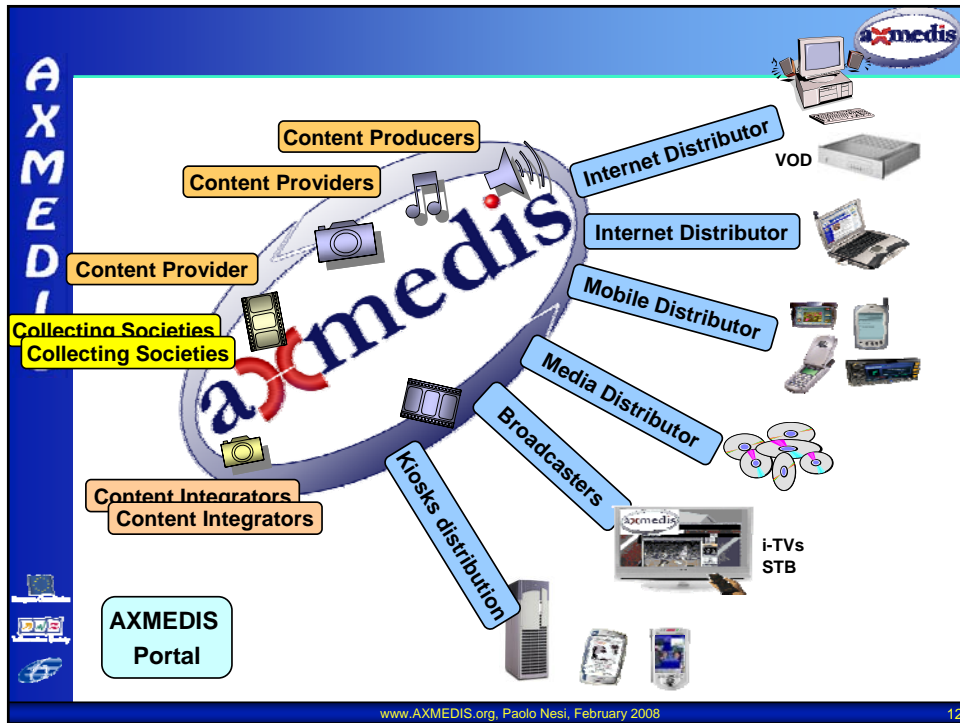 axmedis
AXMEDIS
Content Producers
Internet Distributor
VOD
Content Providers
Internet Distributor
Content Provider
Mobile Distributor
Collecting Societies
Collecting Societies
axmedis
Media Distributor
Broadcasters
Kiosks distribution
Content Integrators
Content Integrators
axmedis
i-TVs
STB
AXMEDIS
Portal
www.AXMEDIS.org, Paolo Nesi, February 2008
12